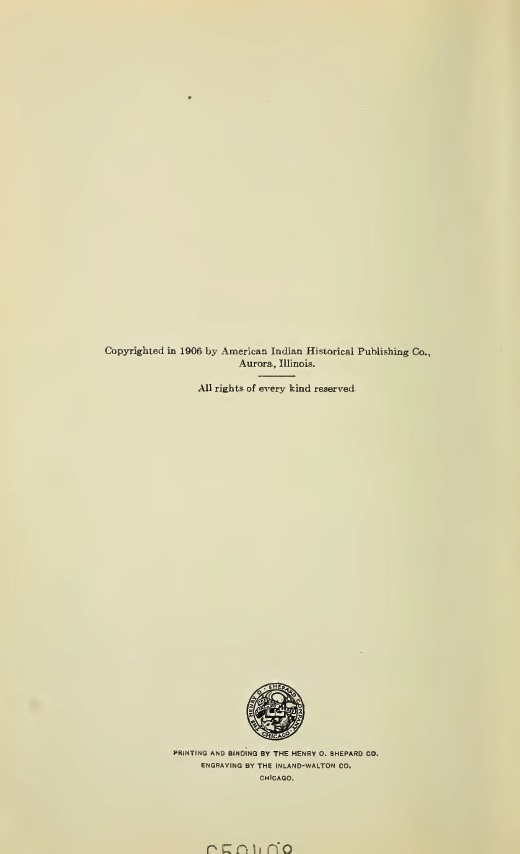 Copyrighted in 1906 by American Indian Historical Publishing Co.,
Aurora, Illinois.
All rights of every kind reserved.
THE HENRY O. SHEPARD COMPANY CHICAGO
PRINTING AND BINDING BY THE HENRY O. SHEPARD CO.
ENGRAVING BY THE INLAND-WALTON CO.
CHICAGO.